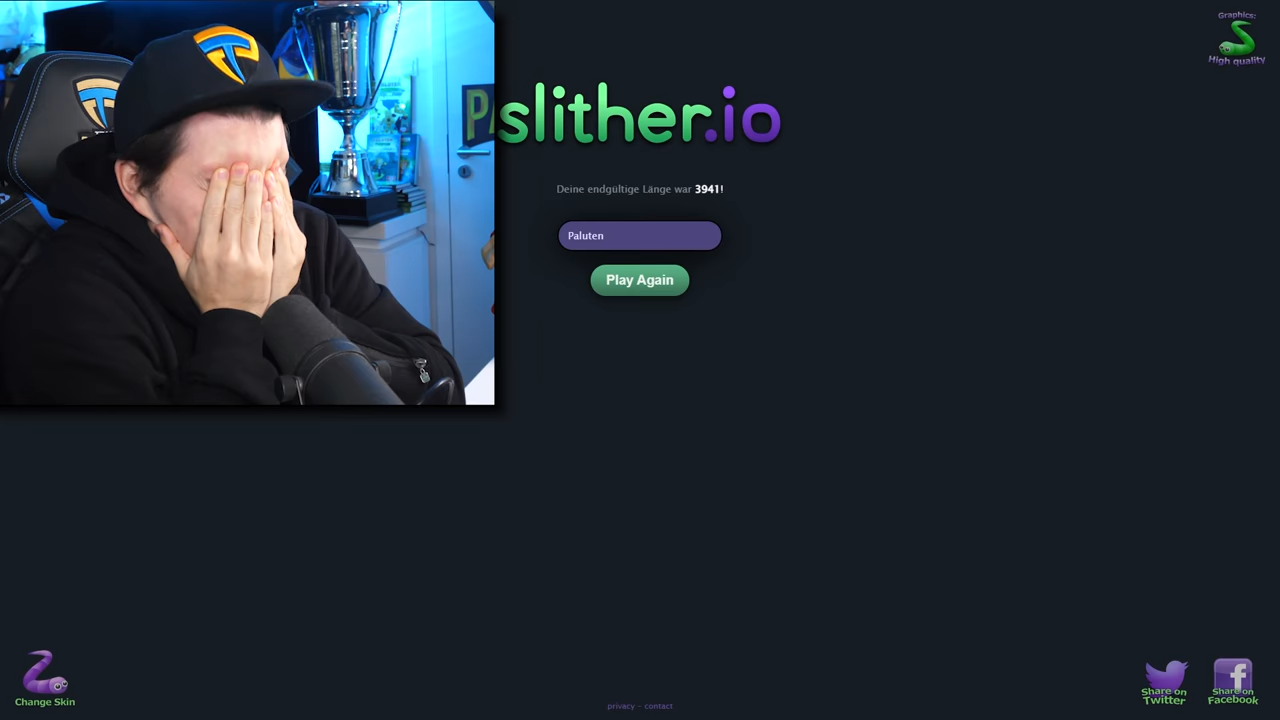 Graphics:
High quality
slither.io
Deine endgültige Länge war 3941!
Paluten
Play Again
Change Skin
Share on
Twitter
Share on
Facebook
privacy - contact